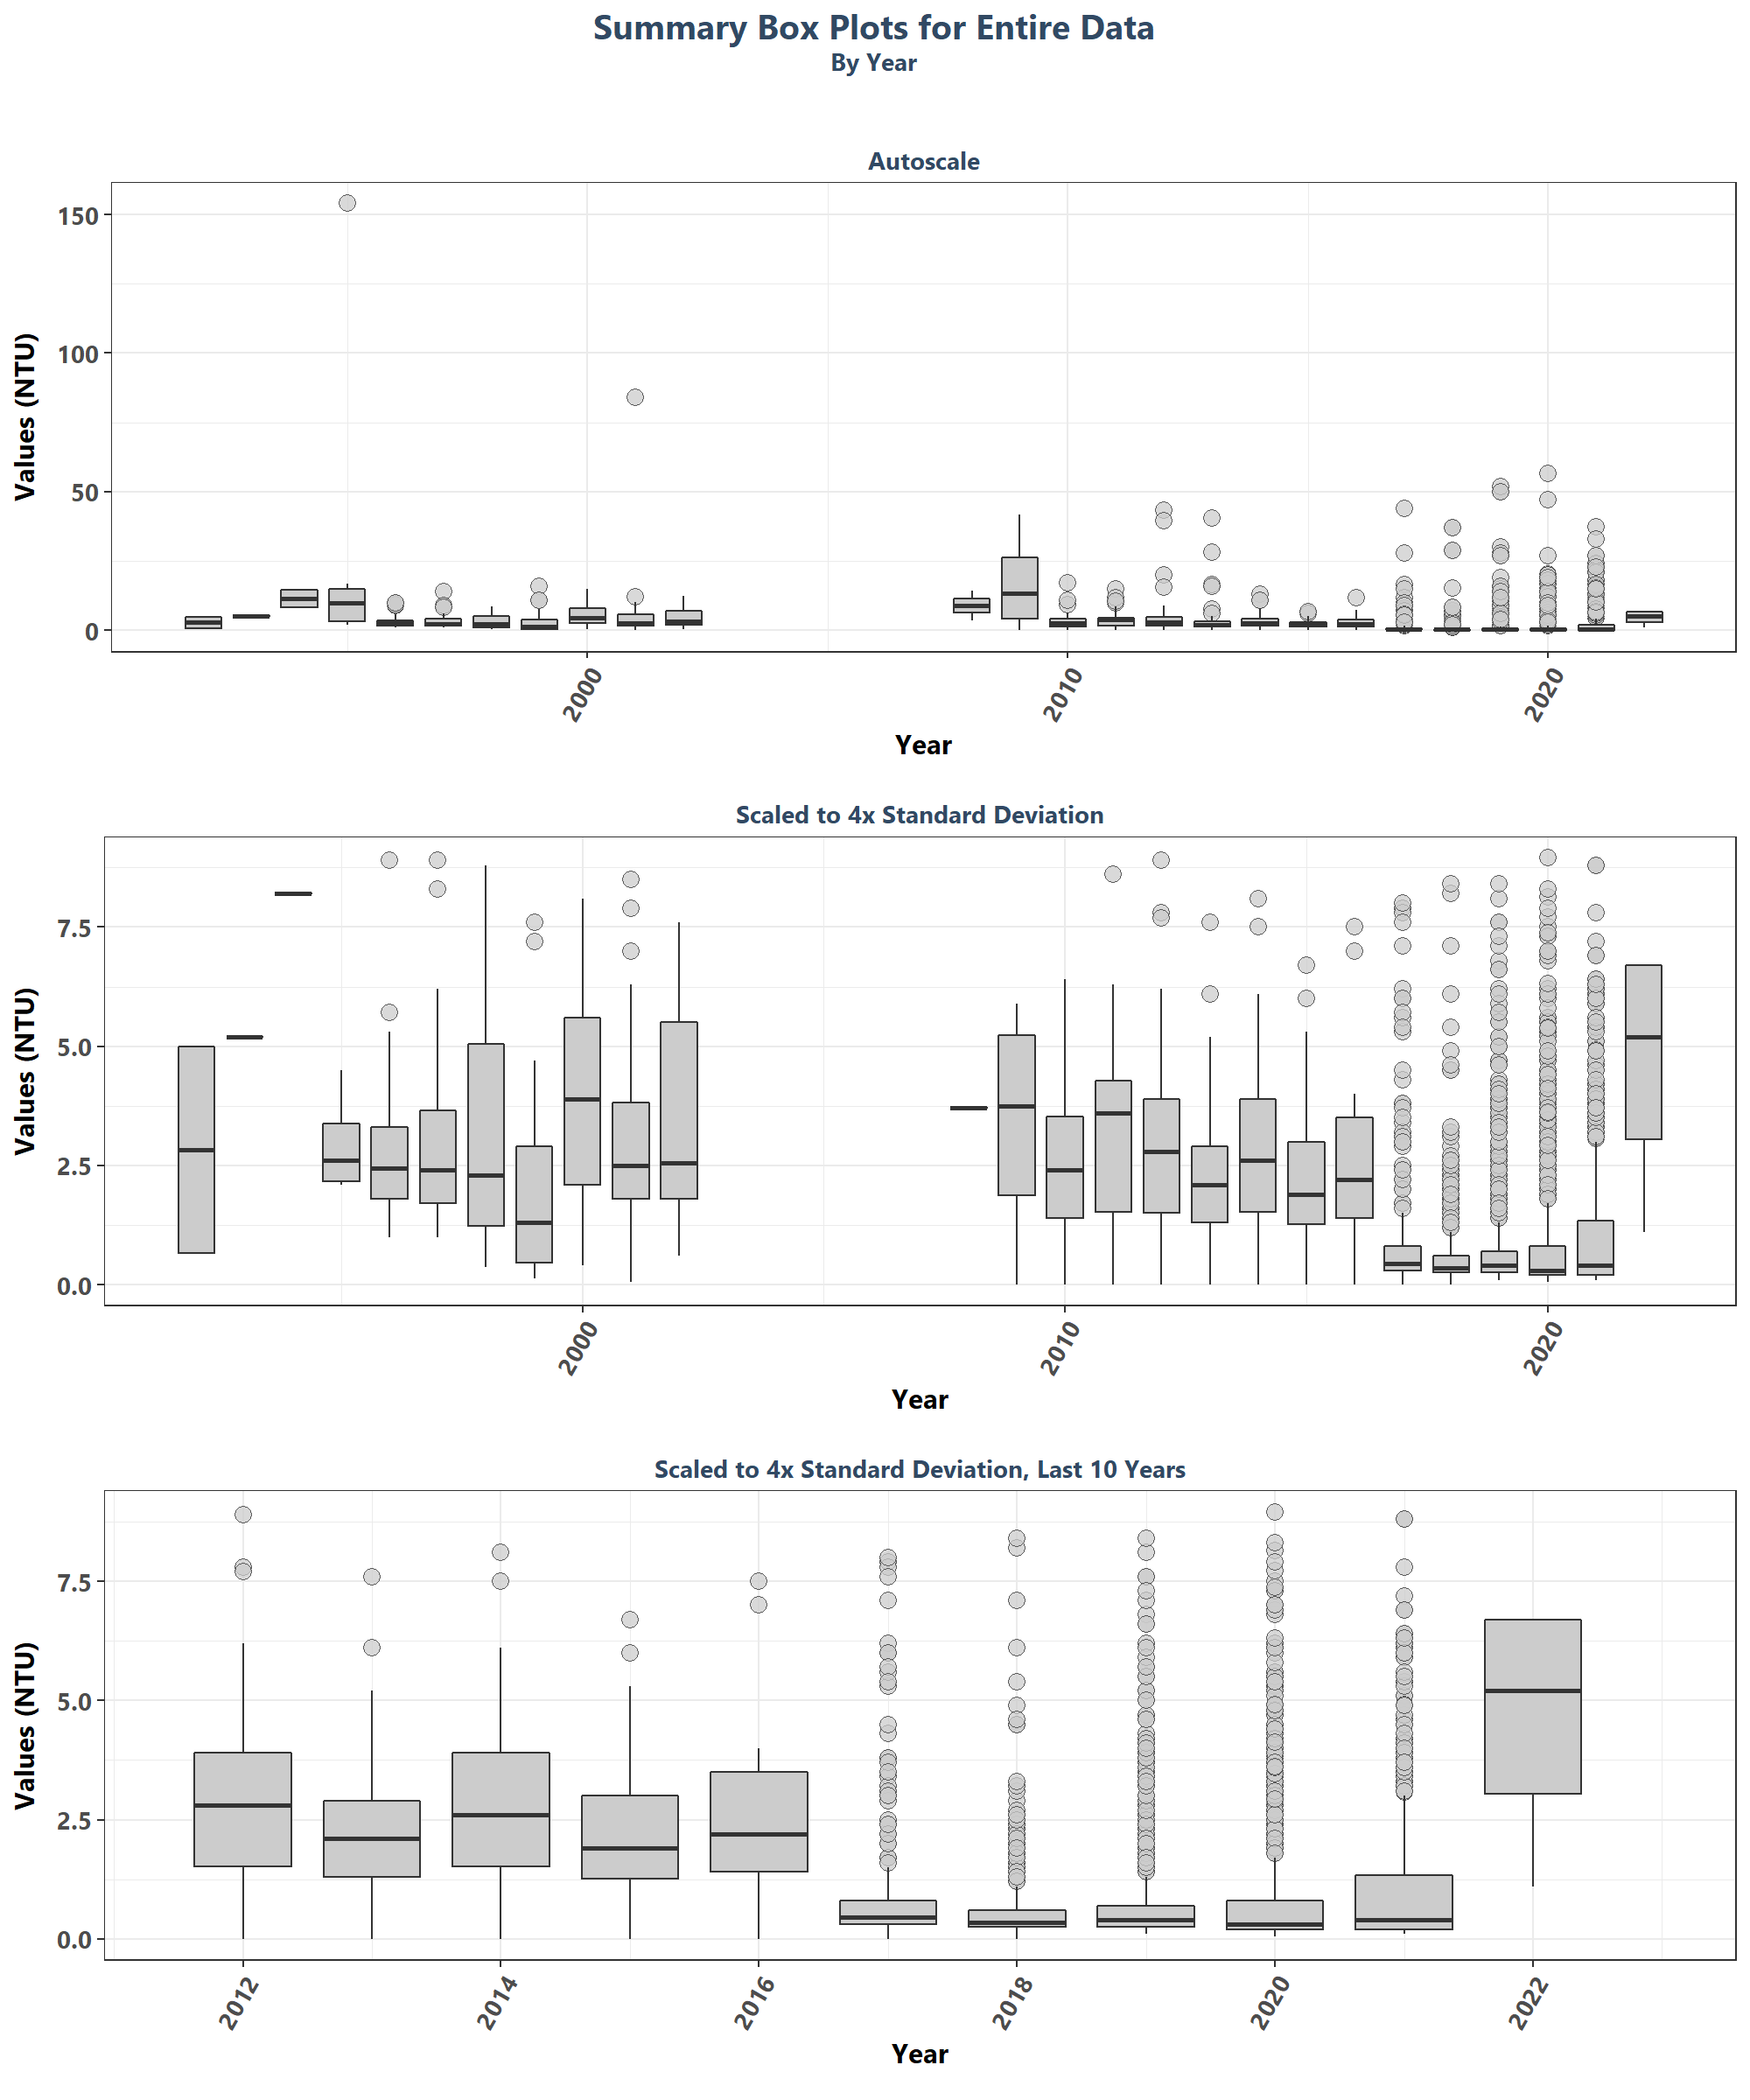 Summary Box Plots for Entire Data
By Year
Autoscale
Values (NTU)
150
100
50
0
2000
2010
2020
Year
Scaled to 4x Standard Deviation
Values (NTU)
7.5
5.0
2.5
0.0
2000
2010
2020
Year
Scaled to 4x Standard Deviation, Last 10 Years
Values (NTU)
7.5
5.0
2.5
0.0
2012
2014
2016
2018
2020
2022
Year